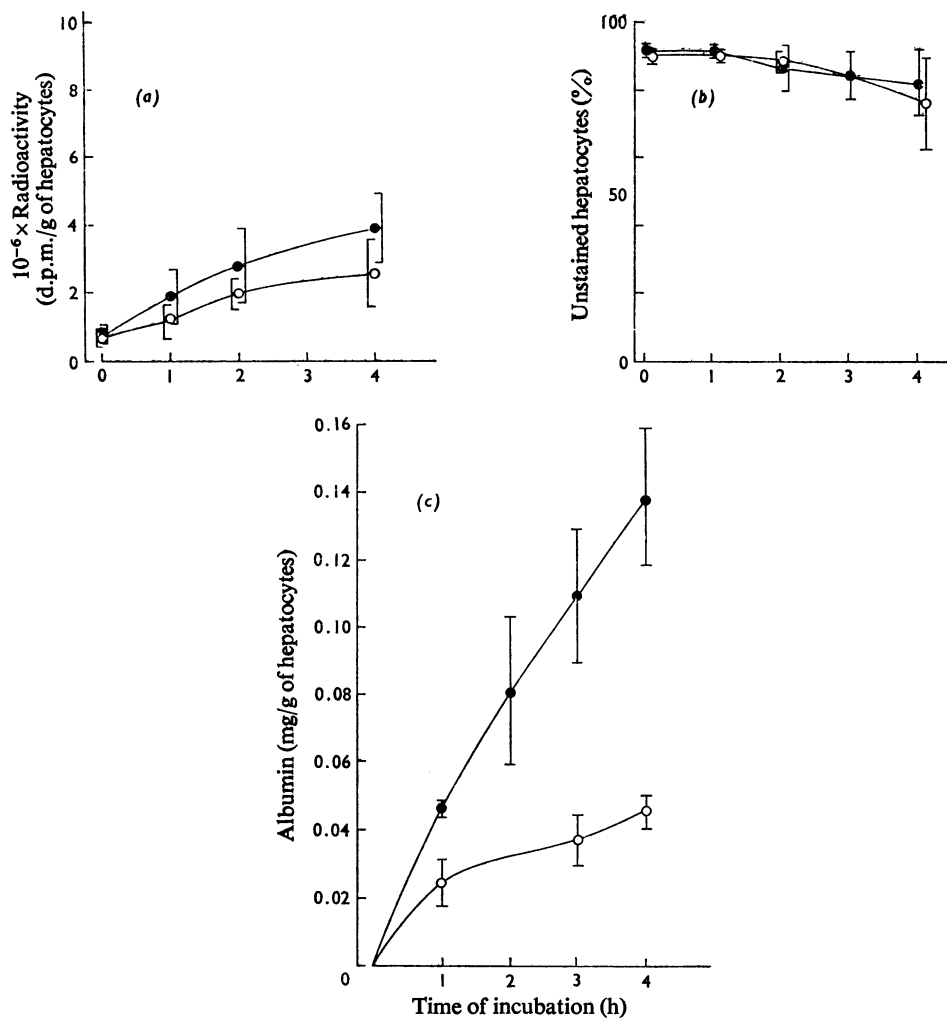 10
8
6
4
2
0
(a)
10⁻⁶ × Radioactivity
(d.p.m./g of hepatocytes)
0 1 2 3 4
100
50
0
(b)
Unstained hepatocytes (%)
0 1 2 3 4
0.16
0.14
0.12
0.10
0.08
0.06
0.04
0.02
0
(c)
Albumin (mg/g of hepatocytes)
1 2 3 4
Time of incubation (h)